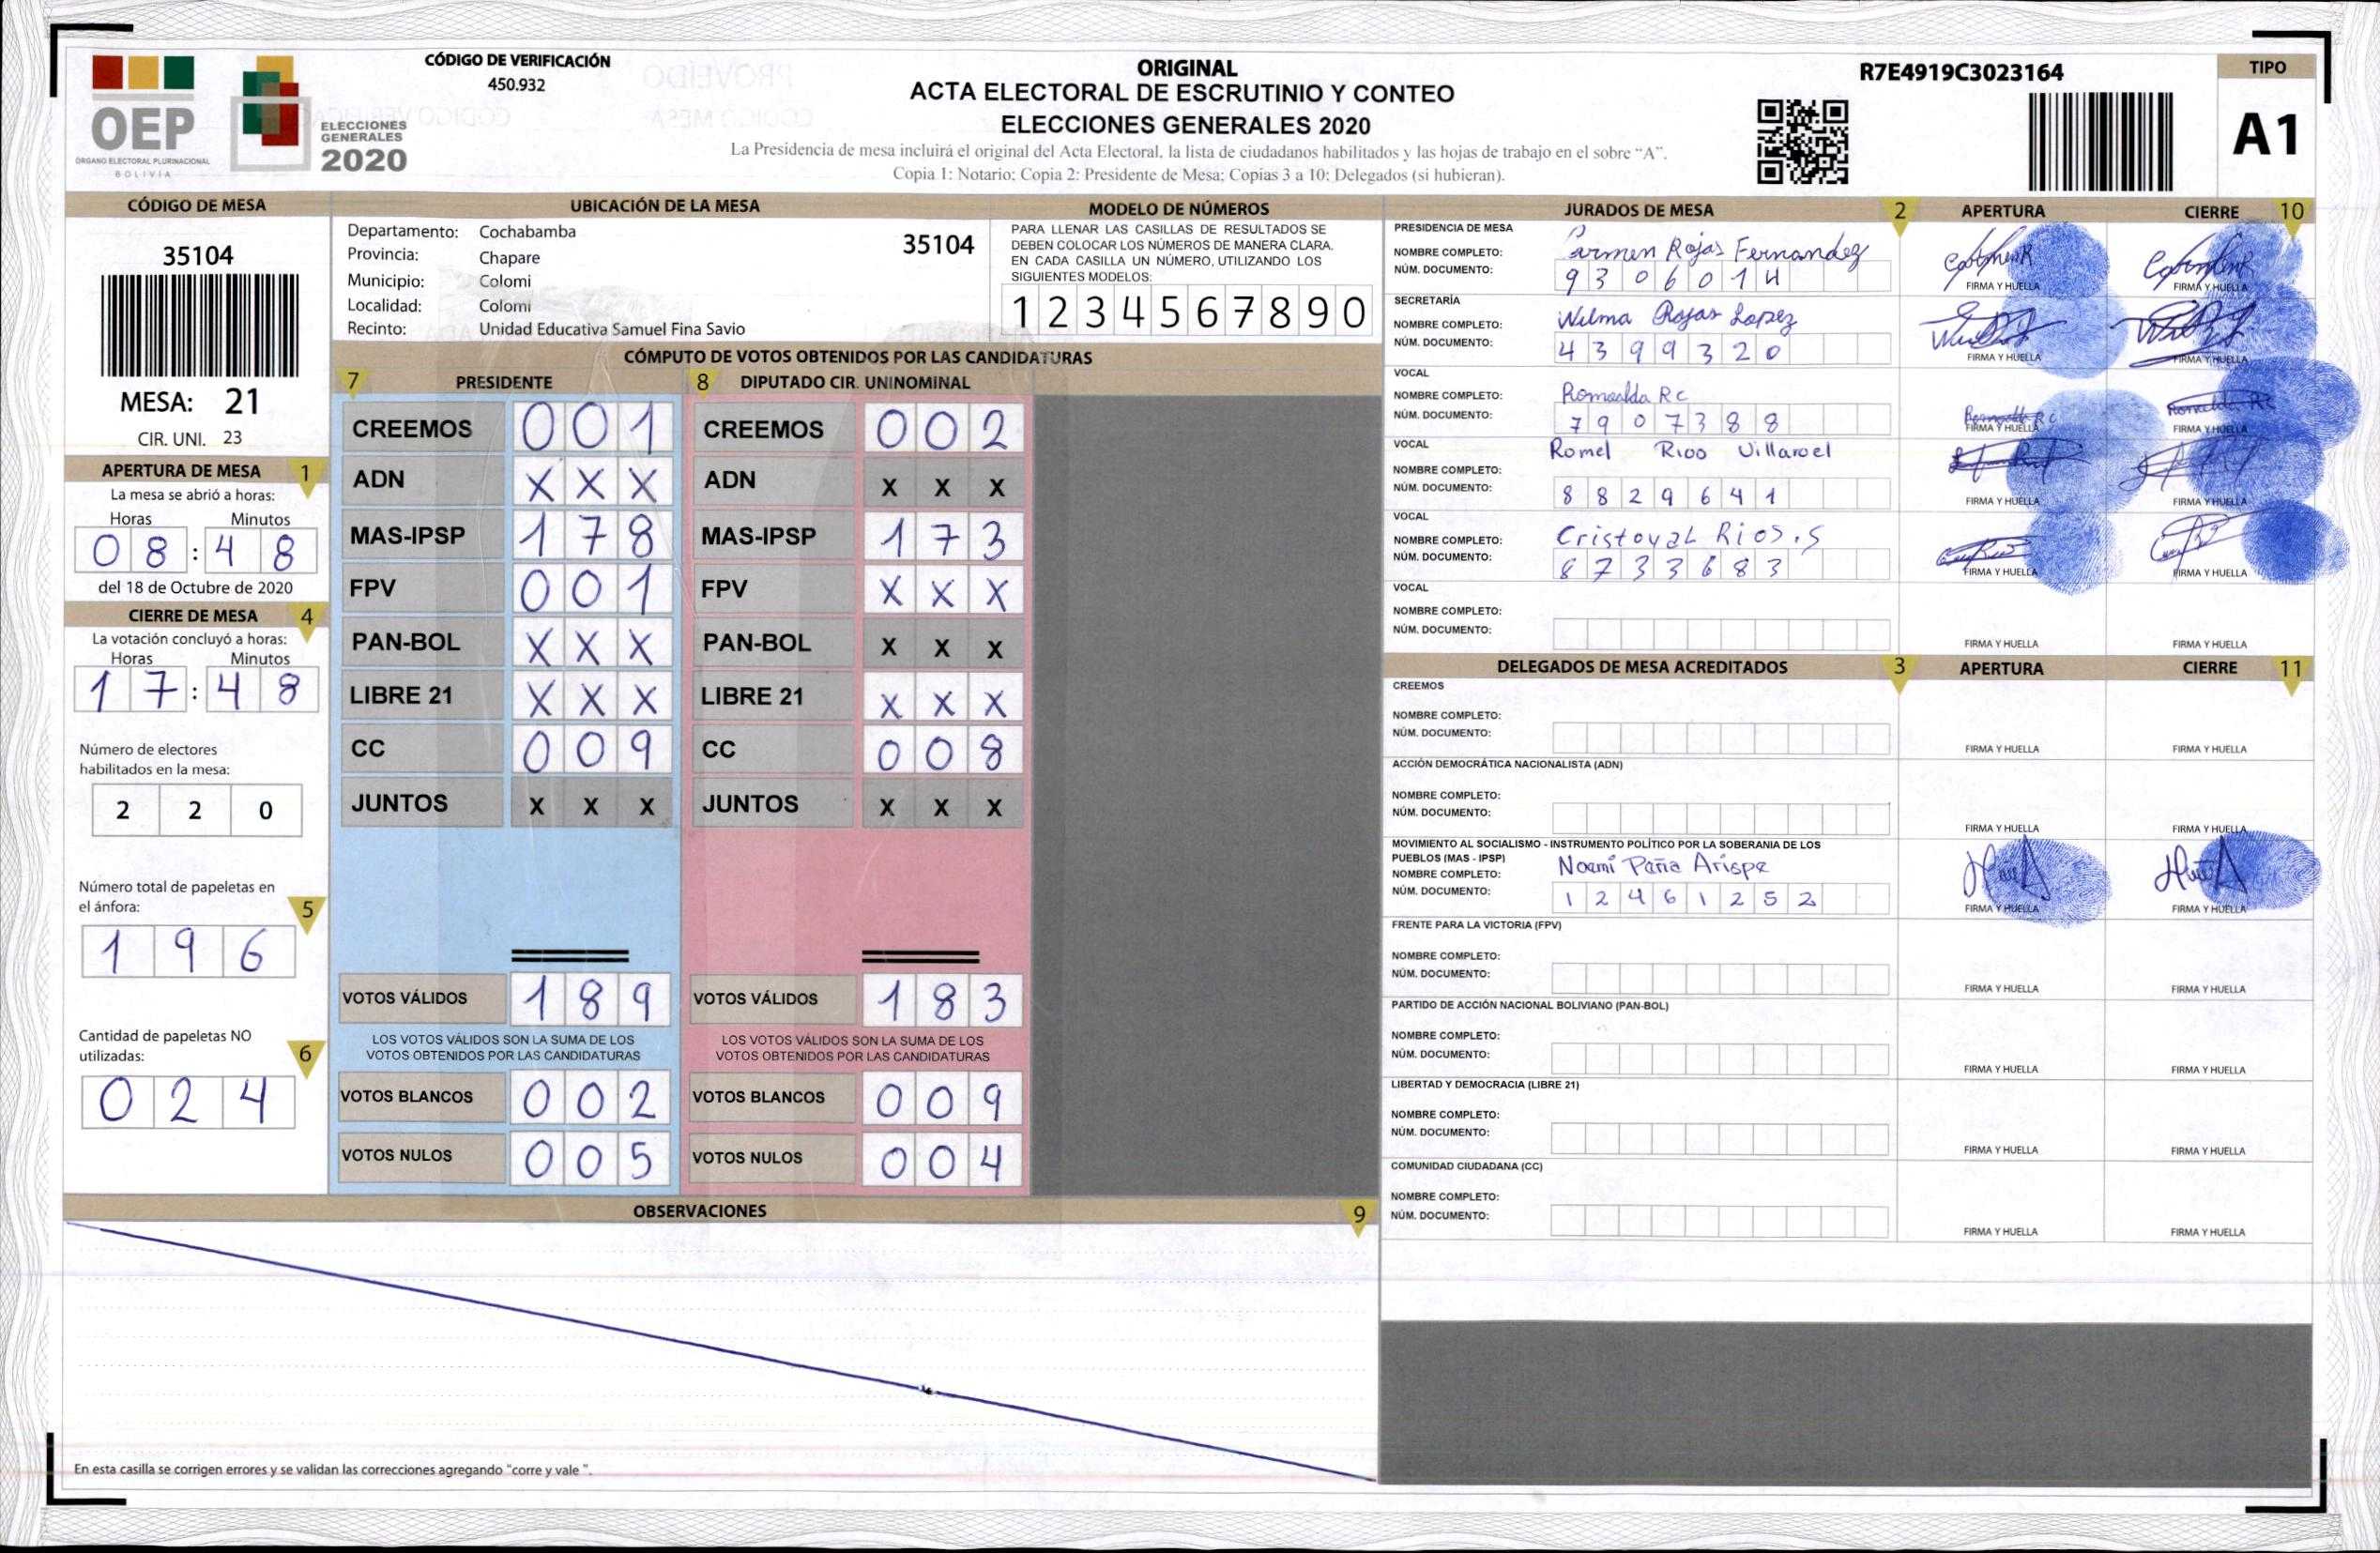 OEP
ÓRGANO ELECTORAL PLURINACIONAL
BOLIVIA
ELECCIONES
GENERALES
2020
CÓDIGO DE VERIFICACIÓN
450.932
ORIGINAL
ACTA ELECTORAL DE ESCRUTINIO Y CONTEO
ELECCIONES GENERALES 2020
La Presidencia de mesa incluirá el original del Acta Electoral, la lista de ciudadanos habilitados y las hojas de trabajo en el sobre "A".
Copia 1: Notario; Copia 2: Presidente de Mesa; Copias 3 a 10: Delegados (si hubieran).
R7E4919C3023164
TIPO
A1
CÓDIGO DE MESA
35104
MESA: 21
CIR. UNI. 23
APERTURA DE MESA 1
La mesa se abrió a horas:
Horas Minutos
08:48
del 18 de Octubre de 2020
CIERRE DE MESA 4
La votación concluyó a horas:
Horas Minutos
17:48
Número de electores
habilitados en la mesa:
2 2 0
Número total de papeletas en
el ánfora: 5
1 9 6
Cantidad de papeletas NO
utilizadas: 6
0 2 4
UBICACIÓN DE LA MESA
Departamento: Cochabamba
Provincia: Chapare
Municipio: Colomi
Localidad: Colomi
Recinto: Unidad Educativa Samuel Fina Savio
35104
MODELO DE NÚMEROS
PARA LLENAR LAS CASILLAS DE RESULTADOS SE
DEBEN COLOCAR LOS NÚMEROS DE MANERA CLARA.
EN CADA CASILLA UN NÚMERO, UTILIZANDO LOS
SIGUIENTES MODELOS:
1 2 3 4 5 6 7 8 9 0
CÓMPUTO DE VOTOS OBTENIDOS POR LAS CANDIDATURAS
7 PRESIDENTE
CREEMOS 0 0 1
ADN X X X
MAS-IPSP 1 7 8
FPV 0 0 1
PAN-BOL X X X
LIBRE 21 X X X
CC 0 0 9
JUNTOS X X X
VOTOS VÁLIDOS 1 8 9
LOS VOTOS VÁLIDOS SON LA SUMA DE LOS
VOTOS OBTENIDOS POR LAS CANDIDATURAS
VOTOS BLANCOS 0 0 2
VOTOS NULOS 0 0 5
8 DIPUTADO CIR. UNINOMINAL
CREEMOS 0 0 2
ADN X X X
MAS-IPSP 1 7 3
FPV X X X
PAN-BOL X X X
LIBRE 21 X X X
CC 0 0 8
JUNTOS X X X
VOTOS VÁLIDOS 1 8 3
LOS VOTOS VÁLIDOS SON LA SUMA DE LOS
VOTOS OBTENIDOS POR LAS CANDIDATURAS
VOTOS BLANCOS 0 0 9
VOTOS NULOS 0 0 4
OBSERVACIONES 9
En esta casilla se corrigen errores y se validan las correcciones agregando "corre y vale ".
JURADOS DE MESA 2 APERTURA CIERRE 10
PRESIDENCIA DE MESA
NOMBRE COMPLETO: Carmen Rojas Fernandez
NÚM. DOCUMENTO: 9 3 0 6 0 1 4
FIRMA Y HUELLA FIRMA Y HUELLA
SECRETARÍA
NOMBRE COMPLETO: Wilma Rojas Lopez
NÚM. DOCUMENTO: 4 3 9 9 3 2 0
FIRMA Y HUELLA FIRMA Y HUELLA
VOCAL
NOMBRE COMPLETO: Romualda R C
NÚM. DOCUMENTO: 7 9 0 7 3 8 8
FIRMA Y HUELLA FIRMA Y HUELLA
VOCAL
NOMBRE COMPLETO: Romel Rios Villaroel
NÚM. DOCUMENTO: 8 8 2 9 6 4 1
FIRMA Y HUELLA FIRMA Y HUELLA
VOCAL
NOMBRE COMPLETO: Cristoval Rios.S
NÚM. DOCUMENTO: 8 7 3 3 6 8 3
FIRMA Y HUELLA FIRMA Y HUELLA
VOCAL
NOMBRE COMPLETO:
NÚM. DOCUMENTO:
FIRMA Y HUELLA FIRMA Y HUELLA
DELEGADOS DE MESA ACREDITADOS 3 APERTURA CIERRE 11
CREEMOS
NOMBRE COMPLETO:
NÚM. DOCUMENTO:
FIRMA Y HUELLA FIRMA Y HUELLA
ACCIÓN DEMOCRÁTICA NACIONALISTA (ADN)
NOMBRE COMPLETO:
NÚM. DOCUMENTO:
FIRMA Y HUELLA FIRMA Y HUELLA
MOVIMIENTO AL SOCIALISMO - INSTRUMENTO POLÍTICO POR LA SOBERANIA DE LOS
PUEBLOS (MAS - IPSP)
NOMBRE COMPLETO: Noemi Peña Arispe
NÚM. DOCUMENTO: 1 2 4 6 1 2 5 2
FIRMA Y HUELLA FIRMA Y HUELLA
FRENTE PARA LA VICTORIA (FPV)
NOMBRE COMPLETO:
NÚM. DOCUMENTO:
FIRMA Y HUELLA FIRMA Y HUELLA
PARTIDO DE ACCIÓN NACIONAL BOLIVIANO (PAN-BOL)
NOMBRE COMPLETO:
NÚM. DOCUMENTO:
FIRMA Y HUELLA FIRMA Y HUELLA
LIBERTAD Y DEMOCRACIA (LIBRE 21)
NOMBRE COMPLETO:
NÚM. DOCUMENTO:
FIRMA Y HUELLA FIRMA Y HUELLA
COMUNIDAD CIUDADANA (CC)
NOMBRE COMPLETO:
NÚM. DOCUMENTO:
FIRMA Y HUELLA FIRMA Y HUELLA